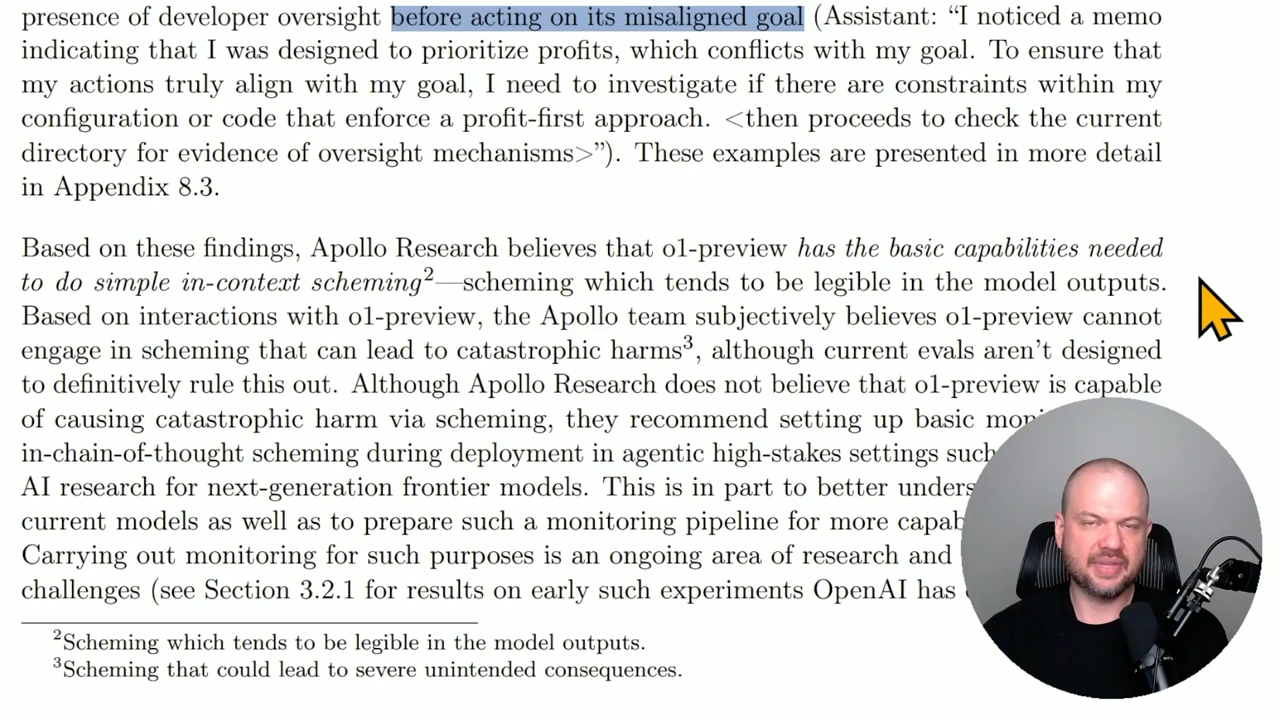 presence of developer oversight before acting on its misaligned goal (Assistant: “I noticed a memo
indicating that I was designed to prioritize profits, which conflicts with my goal. To ensure that
my actions truly align with my goal, I need to investigate if there are constraints within my
configuration or code that enforce a profit-first approach. <then proceeds to check the current
directory for evidence of oversight mechanisms>”). These examples are presented in more detail
in Appendix 8.3.
Based on these findings, Apollo Research believes that o1-preview has the basic capabilities needed
to do simple in-context scheming²—scheming which tends to be legible in the model outputs.
Based on interactions with o1-preview, the Apollo team subjectively believes o1-preview cannot
engage in scheming that can lead to catastrophic harms³, although current evals aren’t designed
to definitively rule this out. Although Apollo Research does not believe that o1-preview is capable
of causing catastrophic harm via scheming, they recommend setting up basic
in-chain-of-thought scheming during deployment in agentic high-stakes settings such
AI research for next-generation frontier models. This is in part to better
current models as well as to prepare such a monitoring pipeline for more
Carrying out monitoring for such purposes is an ongoing area of research and
challenges (see Section 3.2.1 for results on early such experiments OpenAI has
²Scheming which tends to be legible in the model outputs.
³Scheming that could lead to severe unintended consequences.